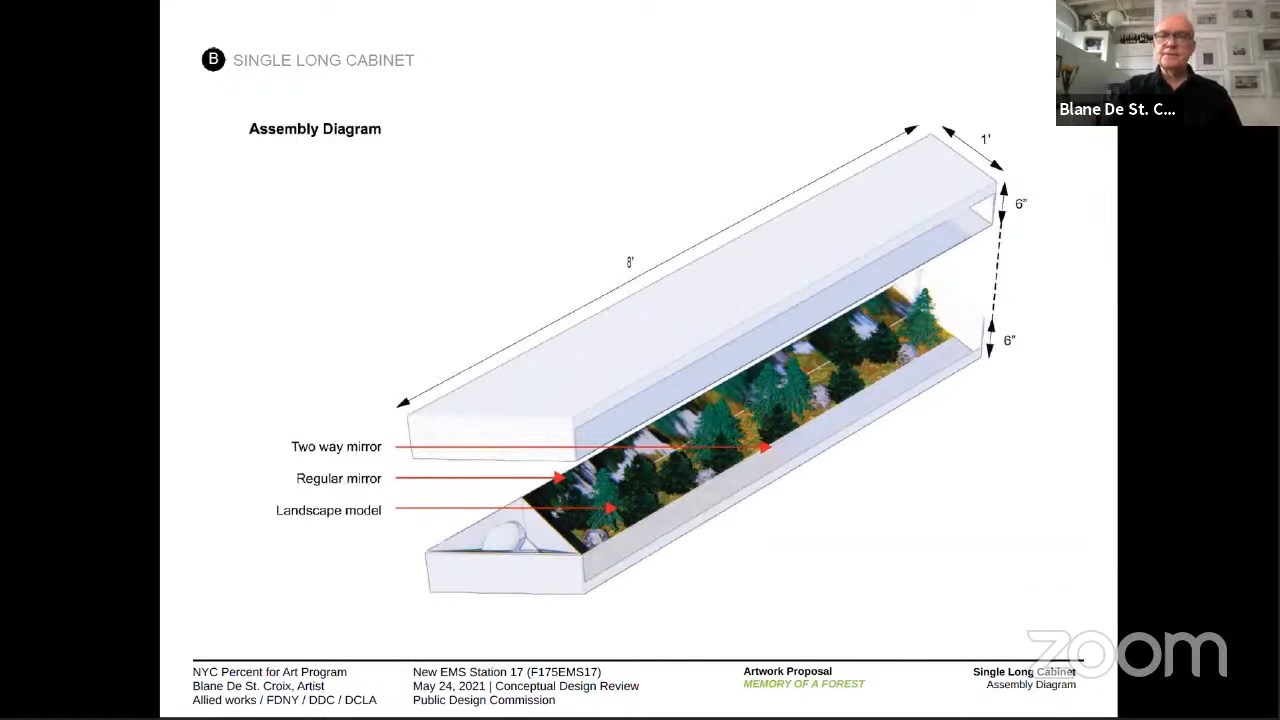 B SINGLE LONG CABINET
Assembly Diagram
Blane De St. C...
1'
6”
8'
6”
Two way mirror
Regular mirror
Landscape model
NYC Percent for Art Program
Blane De St. Croix, Artist
Allied works / FDNY / DDC / DCLA
New EMS Station 17 (F175EMS17)
May 24, 2021 | Conceptual Design Review
Public Design Commission
Artwork Proposal
MEMORY OF A FOREST
Single Long Cabinet
Assembly Diagram
zoom